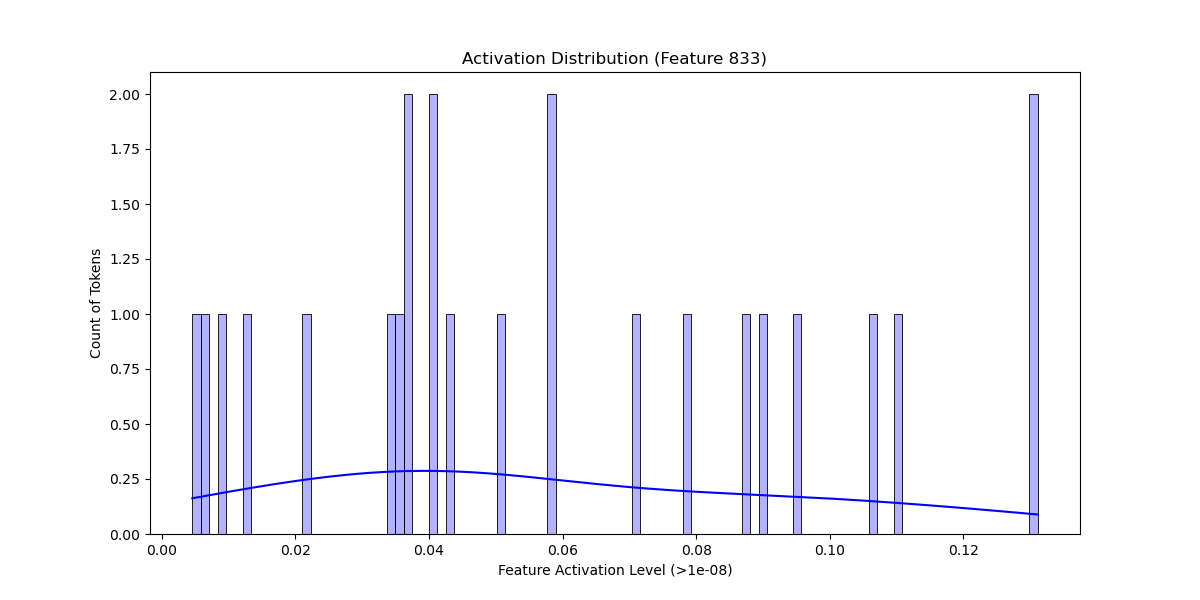 Activation Distribution (Feature 833)
2.00
1.75
1.50
1.25
1.00
0.75
0.50
0.25
0.00
Count of Tokens
0.00 0.02 0.04 0.06 0.08 0.10 0.12
Feature Activation Level (>1e-08)